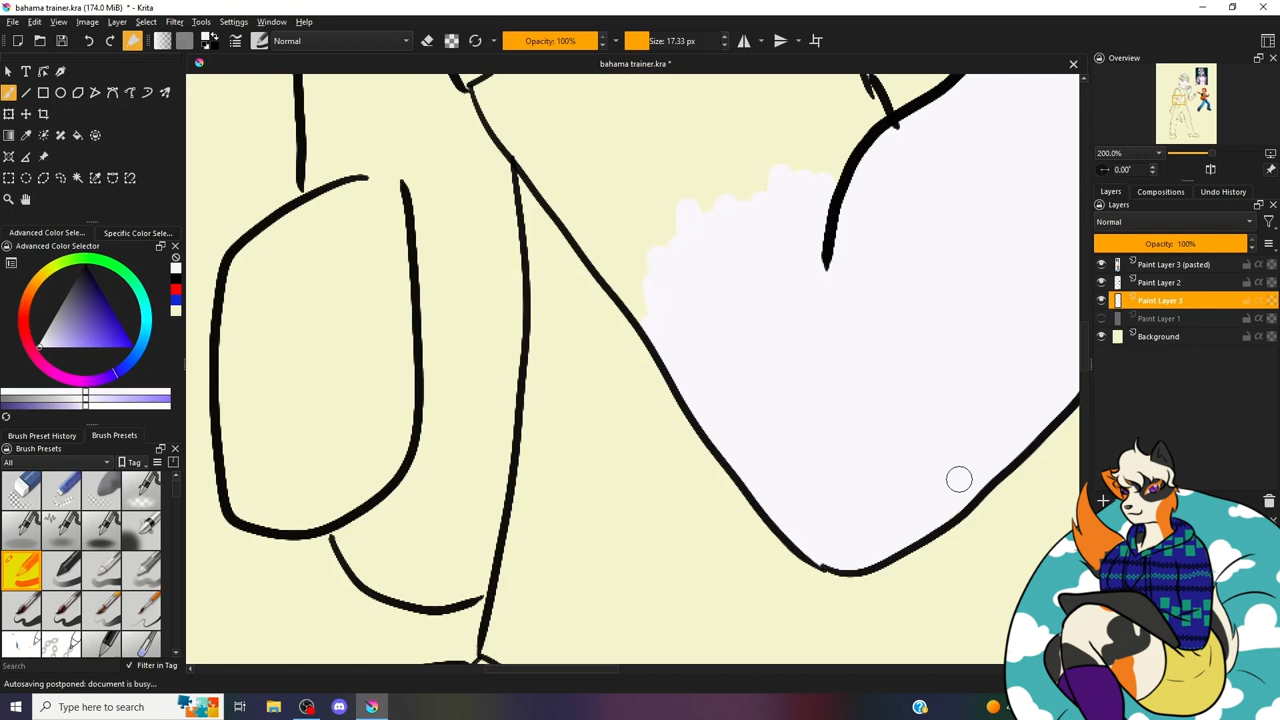 bahama trainer.kra (174.0 MiB) * - Krita
File Edit View Image Layer Select Filter Tools Settings Window Help
Normal Opacity: 100% Size: 17.33 px
bahama trainer.kra *
Overview
200.0%
0.00°
Layers Compositions Undo History
Layers
Normal
Opacity: 100%
Paint Layer 3 (pasted)
Paint Layer 2
Paint Layer 3
Paint Layer 1
Background
Advanced Color Sele... Specific Color Sele...
Advanced Color Selector
Brush Preset History Brush Presets
Brush Presets
All Tag
Search Filter in Tag
Autosaving postponed: document is busy...
Type here to search